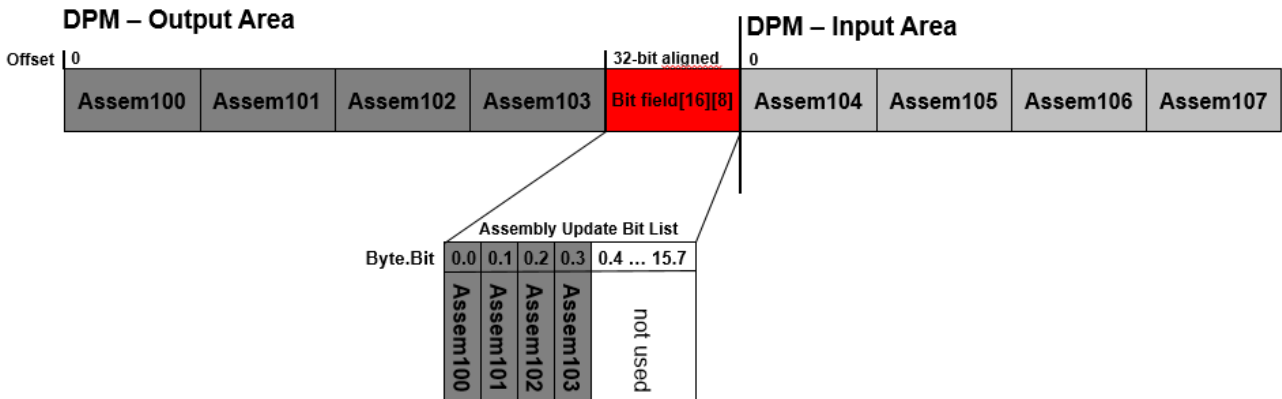 DPM – Output Area
DPM – Input Area
Offset 0 32-bit aligned 0
Assem100 Assem101 Assem102 Assem103 Bit field[16][8] Assem104 Assem105 Assem106 Assem107
Assembly Update Bit List
Byte.Bit 0.0 0.1 0.2 0.3 0.4 ... 15.7
Assem100
Assem101
Assem102
Assem103
not used